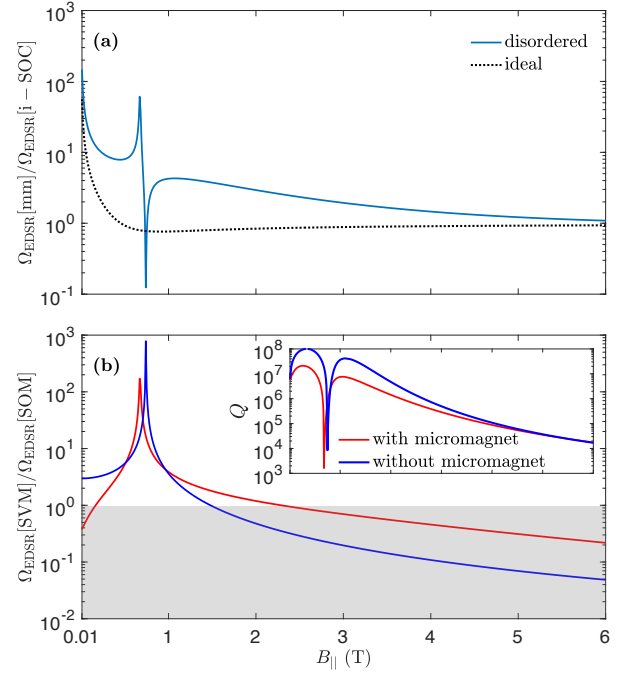 (a)
disordered
ideal
10³
10²
10¹
10⁰
10⁻¹
Ω_EDSR[mm]/Ω_EDSR[i − SOC]
(b)
10³
10²
10¹
10⁰
10⁻¹
10⁻²
Ω_EDSR[SVM]/Ω_EDSR[SOM]
10⁸
10⁷
10⁶
10⁵
10⁴
10³
Q
with micromagnet
without micromagnet
0.01 1 2 3 4 5 6
B_|| (T)